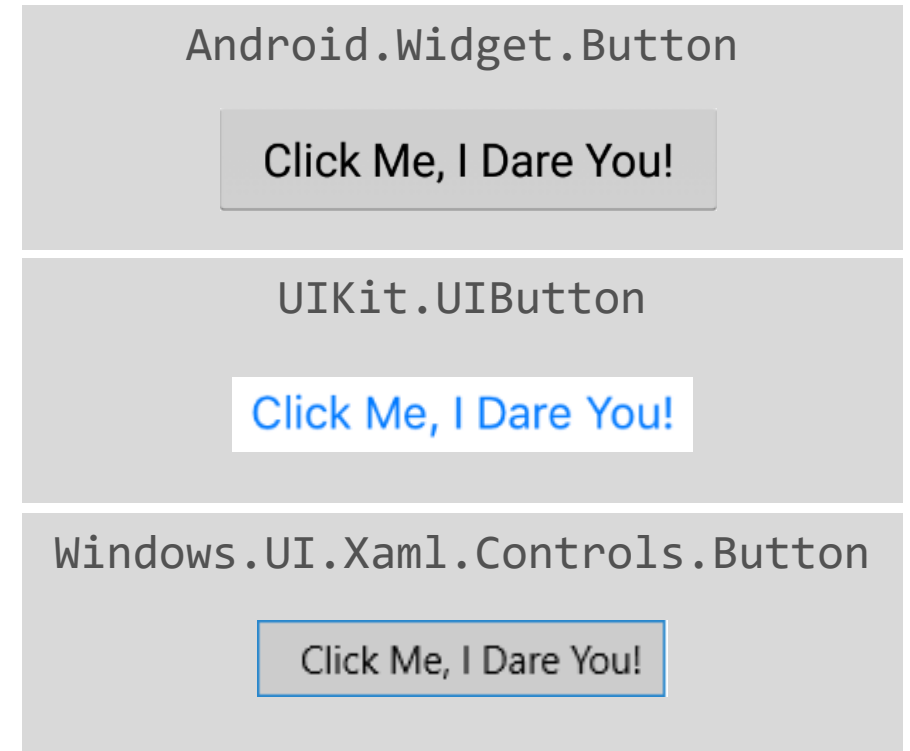 Android.Widget.Button
Click Me, I Dare You!
UIKit.UIButton
Click Me, I Dare You!
Windows.UI.Xaml.Controls.Button
Click Me, I Dare You!